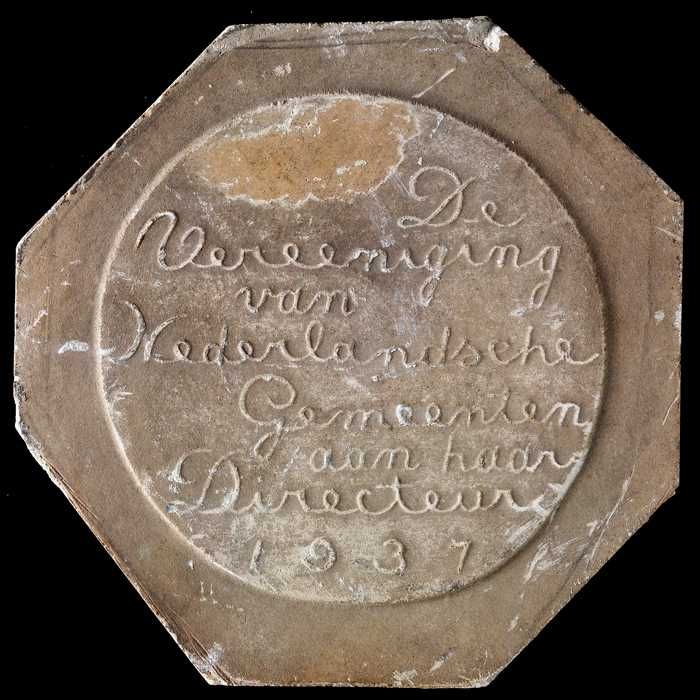 De
Vereeniging
van
Nederlandsche
Gemeenten
aan haar
Directeur
1937